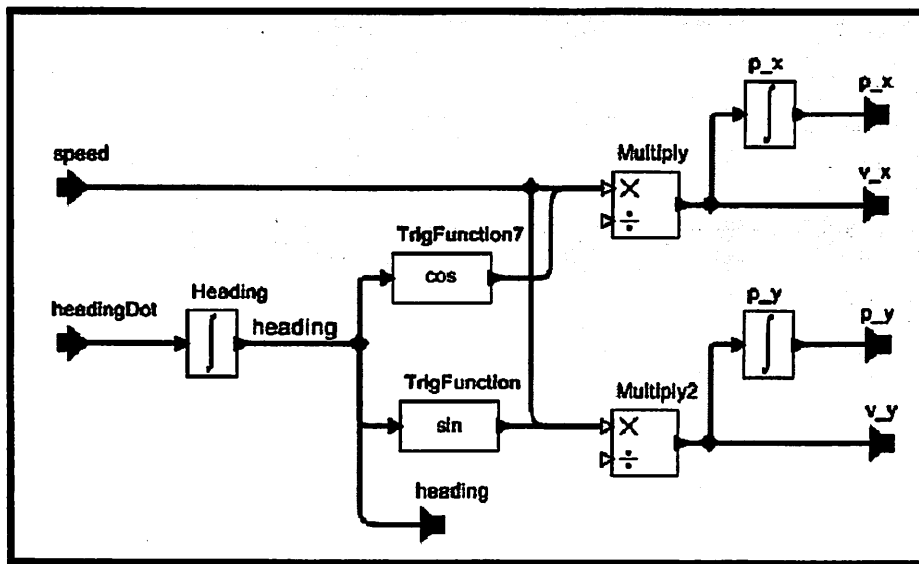 p_x
p_x
speed
Multiply
v_x
×
÷
TrigFunction7
cos
headingDot
Heading
heading
p_y
p_y
TrigFunction
sin
Multiply2
v_y
×
÷
heading